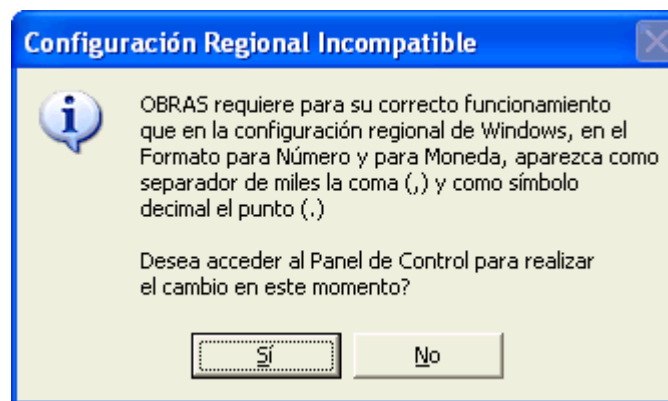 Configuración Regional Incompatible
OBRAS requiere para su correcto funcionamiento
que en la configuración regional de Windows, en el
Formato para Número y para Moneda, aparezca como
separador de miles la coma (,) y como símbolo
decimal el punto (.)
Desea acceder al Panel de Control para realizar
el cambio en este momento?
Sí
No